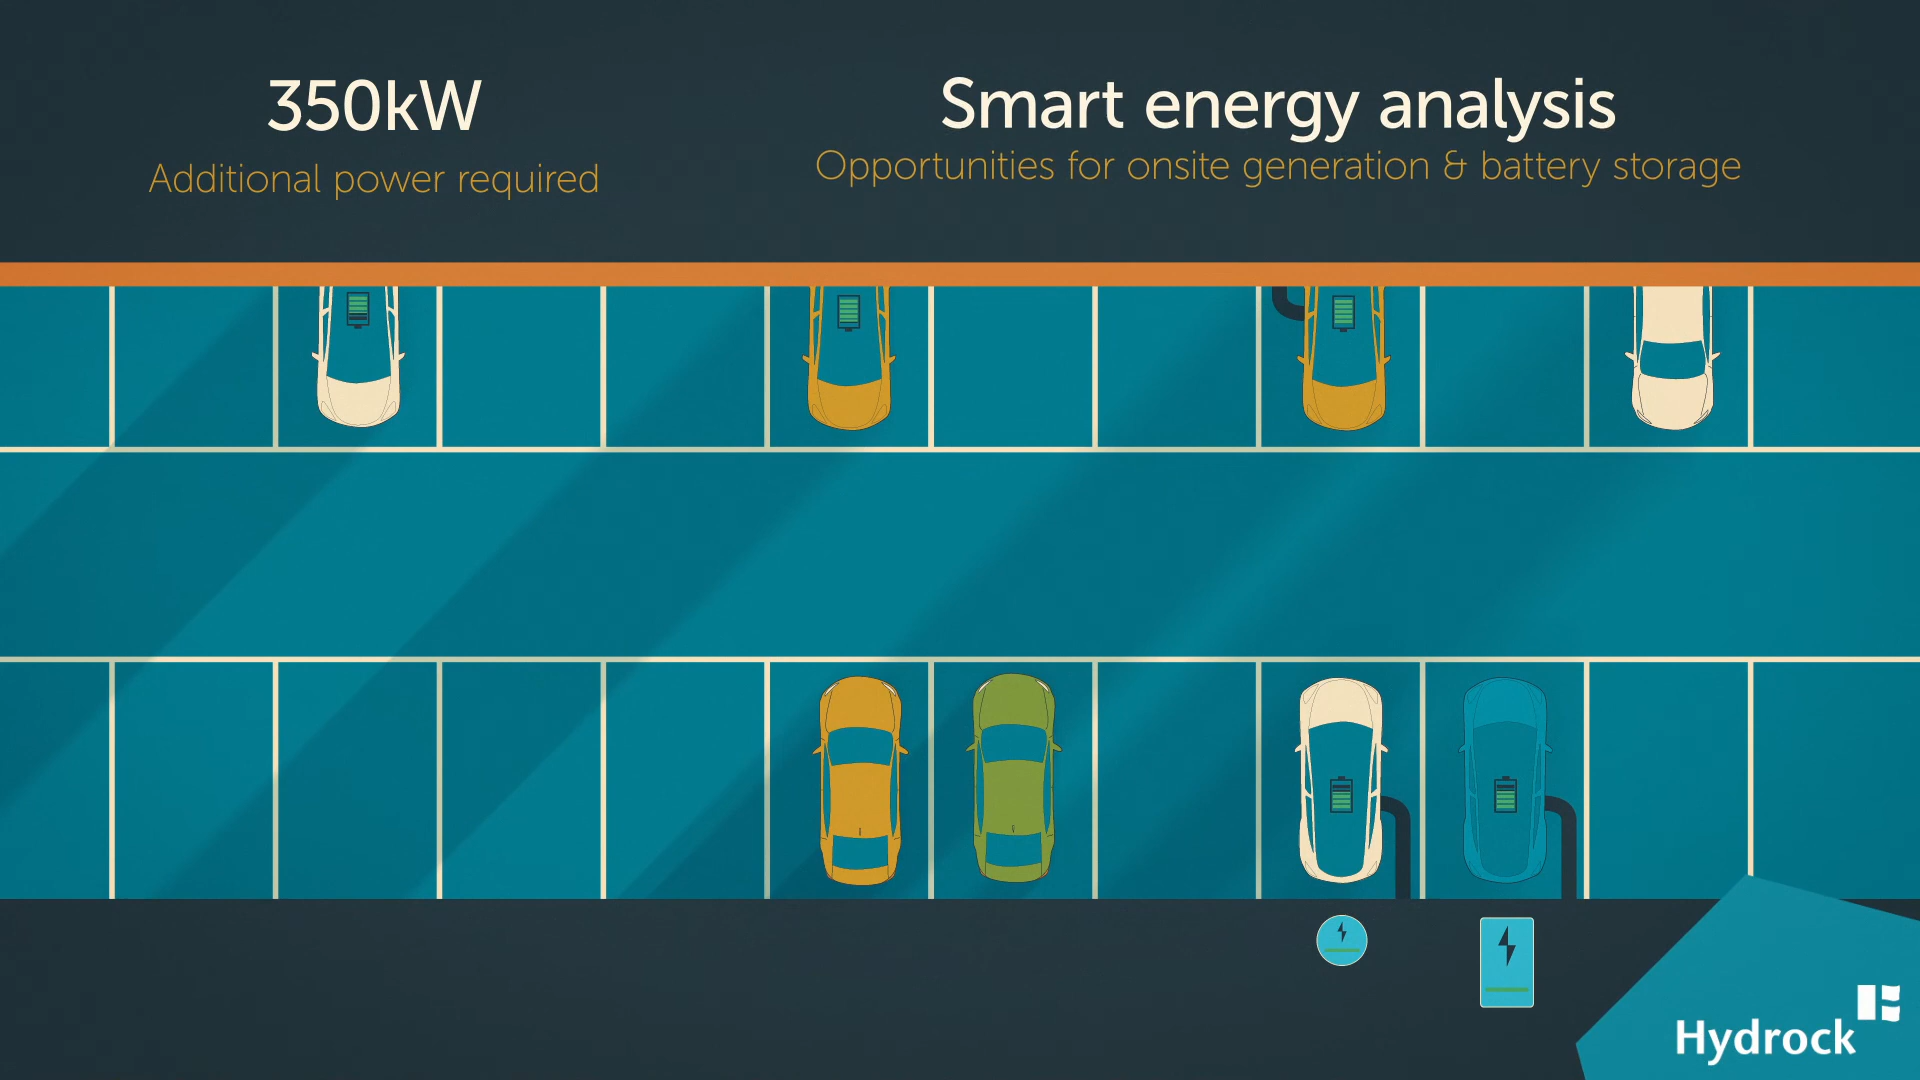 350kW
Additional power required
Smart energy analysis
Opportunities for onsite generation & battery storage
Hydrock